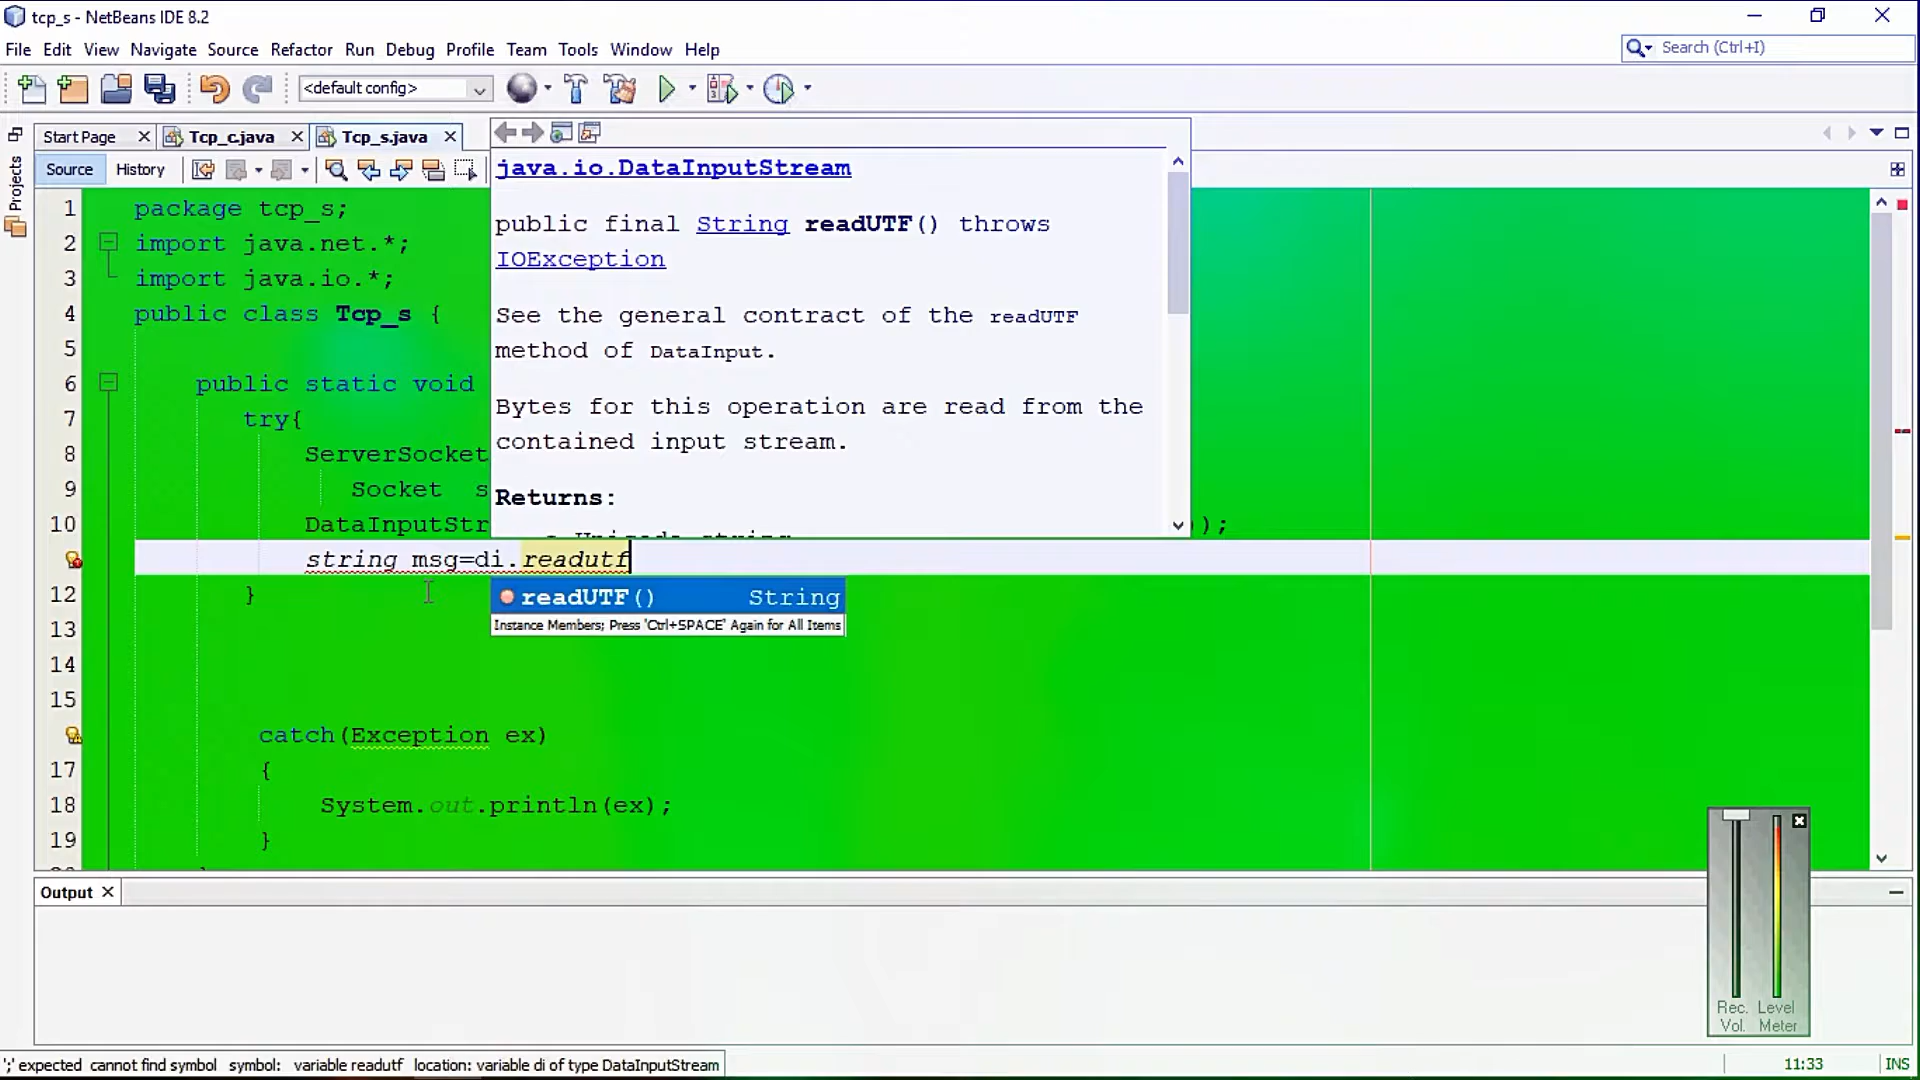 tcp_s - NetBeans IDE 8.2
File Edit View Navigate Source Refactor Run Debug Profile Team Tools Window Help
Search (Ctrl+I)
<default config>
Projects
Start Page
Tcp_c.java
Tcp_s.java
Source History
java.io.DataInputStream
public final String readUTF() throws
IOException
See the general contract of the readUTF
method of DataInput.
Bytes for this operation are read from the
contained input stream.
Returns:
a Unicode string.
1 package tcp_s;
2 import java.net.*;
3 import java.io.*;
4 public class Tcp_s {
5
6 public static void
7 try{
8 ServerSocket
9 Socket s
10 DataInputStr ));
string msg=di.readutf
readUTF() String
Instance Members; Press 'Ctrl+SPACE' Again for All Items
12 }
13
14
15
catch(Exception ex)
17 {
18 System.out.println(ex);
19 }
Output
Rec. Level
Vol. Meter
';' expected cannot find symbol symbol: variable readutf location: variable di of type DataInputStream
11:33 INS